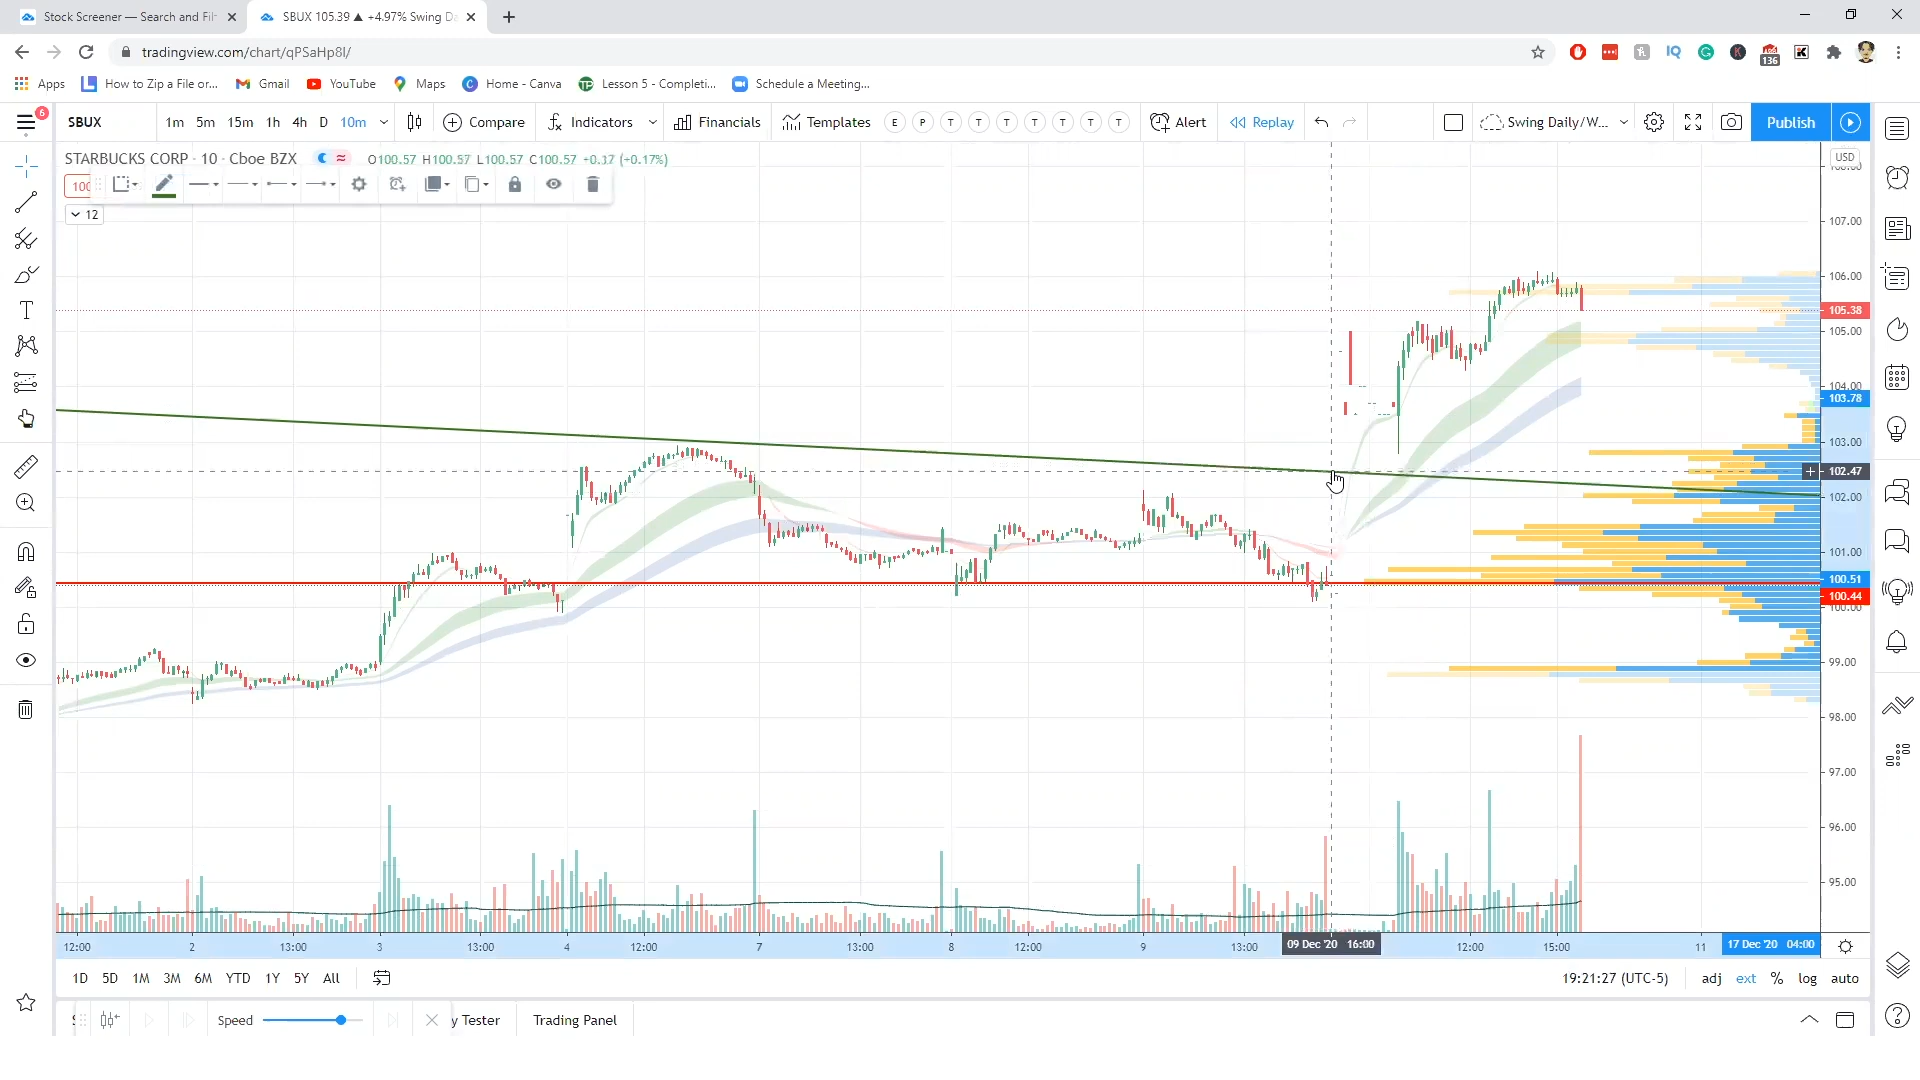 Stock Screener — Search and Fil
SBUX 105.39 ▲ +4.97% Swing Da
tradingview.com/chart/qPSaHp8l/
136
Apps How to Zip a File or... Gmail YouTube Maps Home - Canva Lesson 5 - Completi... Schedule a Meeting...
6
SBUX 1m 5m 15m 1h 4h D 10m Compare Indicators Financials Templates E P T T T T T T T Alert Replay Swing Daily/W... Publish
STARBUCKS CORP · 10 · Cboe BZX O100.57 H100.57 L100.57 C100.57 +0.17 (+0.17%)
USD
100
12
107.00
106.00
105.38
105.00
104.00
103.78
103.00
102.47
102.00
101.00
100.51
100.44
100.00
99.00
98.00
97.00
96.00
95.00
12:00 2 13:00 3 13:00 4 12:00 7 13:00 8 12:00 9 13:00 09 Dec '20 16:00 12:00 15:00 11 17 Dec '20 04:00
1D 5D 1M 3M 6M YTD 1Y 5Y All 19:21:27 (UTC-5) adj ext % log auto
Speed y Tester Trading Panel